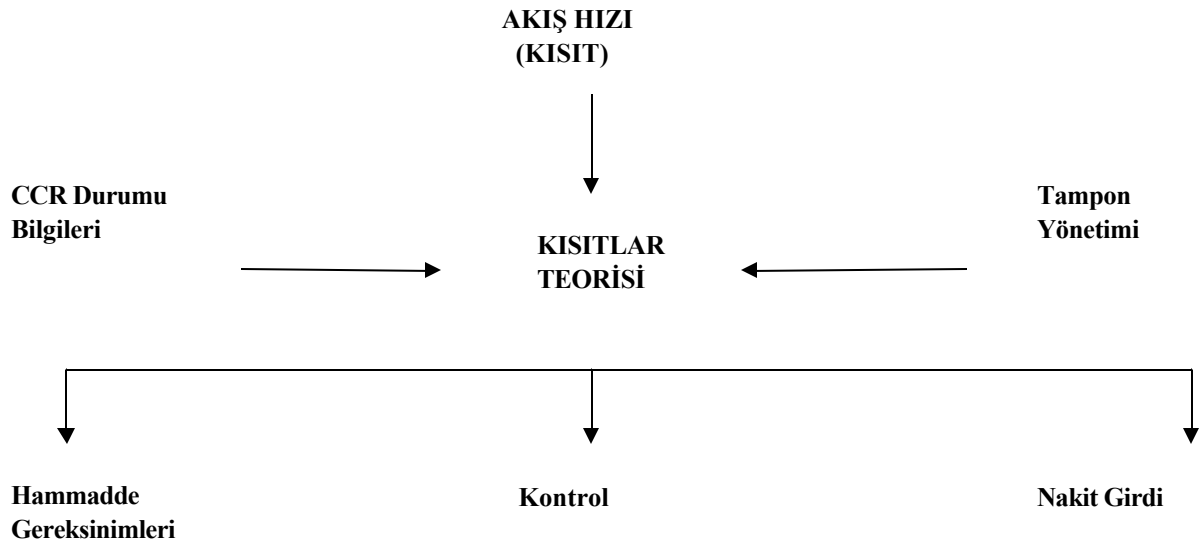 AKIŞ HIZI
(KISIT)
CCR Durumu
Bilgileri
Tampon
Yönetimi
KISITLAR
TEORİSİ
Hammadde
Gereksinimleri
Kontrol
Nakit Girdi